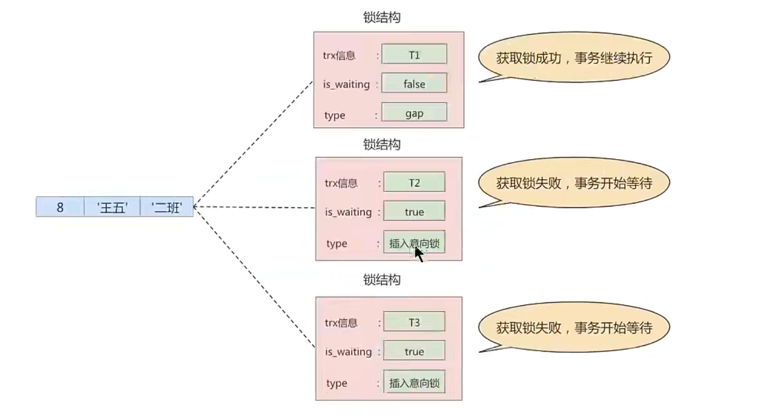 锁结构
trx信息 : T1
is_waiting : false
type : gap
获取锁成功，事务继续执行
锁结构
trx信息 : T2
is_waiting : true
type : 插入意向锁
获取锁失败，事务开始等待
8 '王五' '二班'
锁结构
trx信息 : T3
is_waiting : true
type : 插入意向锁
获取锁失败，事务开始等待